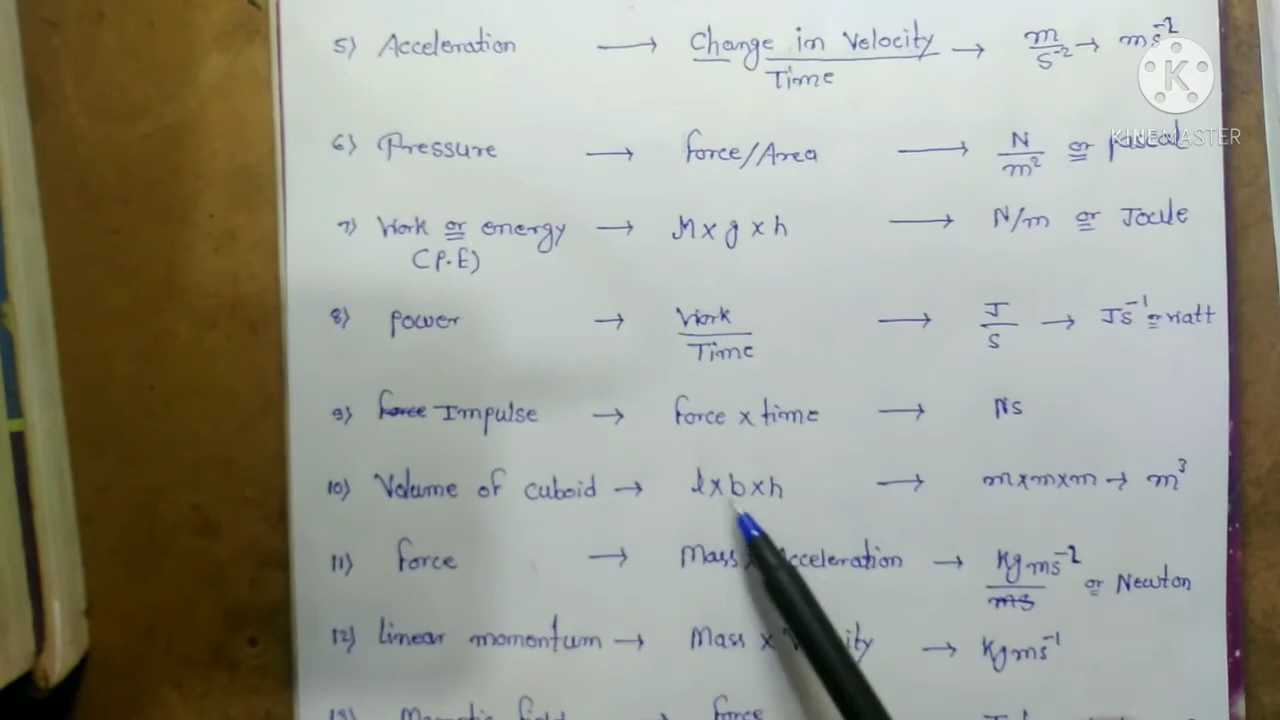 5) Acceleration → Change in Velocity / Time → m / s⁻² → ms⁻²
K
KINEMASTER
6) Pressure → force/Area → N / m² or pascal
7) Work or energy → M x g x h → N/m or Joule
(P.E)
8) Power → Work / Time → J / s → Js⁻¹ or watt
9) Force Impulse → force x time → Ns
10) Volume of cuboid → l x b x h → m x m x m → m³
11) force → Mass x Acceleration → Kg ms⁻² / ms or Newton
12) linear momentum → Mass x → Kg ms⁻¹
force